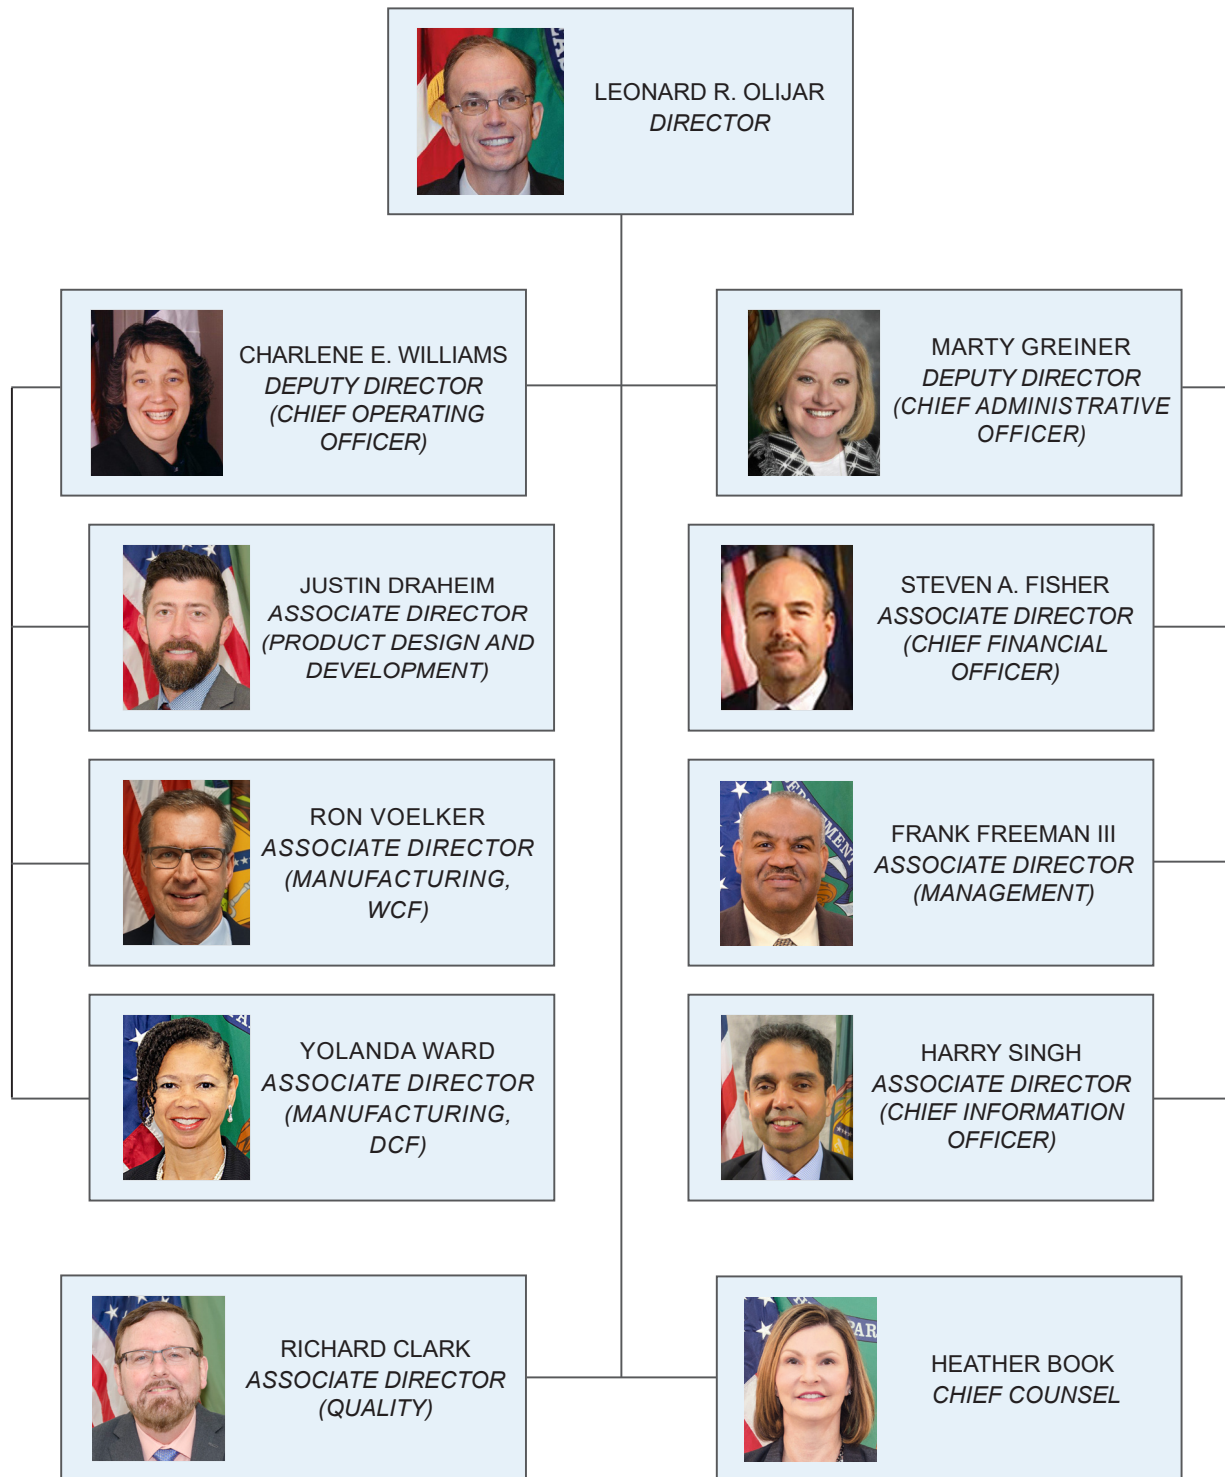 LEONARD R. OLIJAR
DIRECTOR
CHARLENE E. WILLIAMS
DEPUTY DIRECTOR
(CHIEF OPERATING
OFFICER)
MARTY GREINER
DEPUTY DIRECTOR
(CHIEF ADMINISTRATIVE
OFFICER)
JUSTIN DRAHEIM
ASSOCIATE DIRECTOR
(PRODUCT DESIGN AND
DEVELOPMENT)
STEVEN A. FISHER
ASSOCIATE DIRECTOR
(CHIEF FINANCIAL
OFFICER)
RON VOELKER
ASSOCIATE DIRECTOR
(MANUFACTURING,
WCF)
FRANK FREEMAN III
ASSOCIATE DIRECTOR
(MANAGEMENT)
YOLANDA WARD
ASSOCIATE DIRECTOR
(MANUFACTURING,
DCF)
HARRY SINGH
ASSOCIATE DIRECTOR
(CHIEF INFORMATION
OFFICER)
RICHARD CLARK
ASSOCIATE DIRECTOR
(QUALITY)
HEATHER BOOK
CHIEF COUNSEL